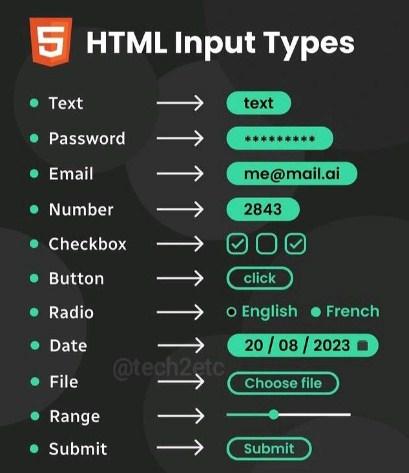 5 HTML Input Types
Text text
Password *********
Email me@mail.ai
Number 2843
Checkbox
Button click
Radio English French
Date 20 / 08 / 2023
@tech2etc
File Choose file
Range
Submit Submit